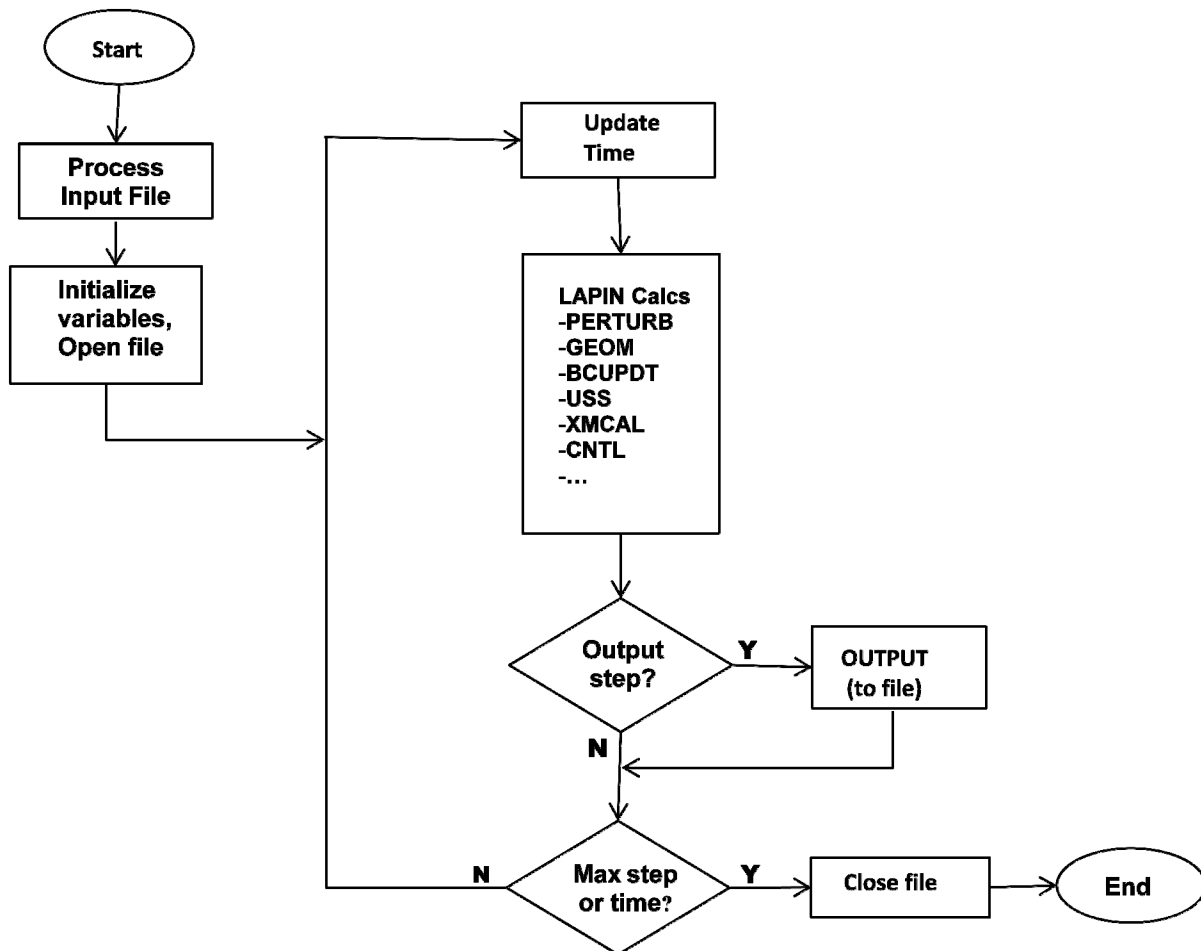 Start
Process
Input File
Initialize
variables,
Open file
Update
Time
LAPIN Calcs
-PERTURB
-GEOM
-BCUPDT
-USS
-XMCAL
-CNTL
-...
Output
step?
Y
OUTPUT
(to file)
N
Max step
or time?
N
Y
Close file
End